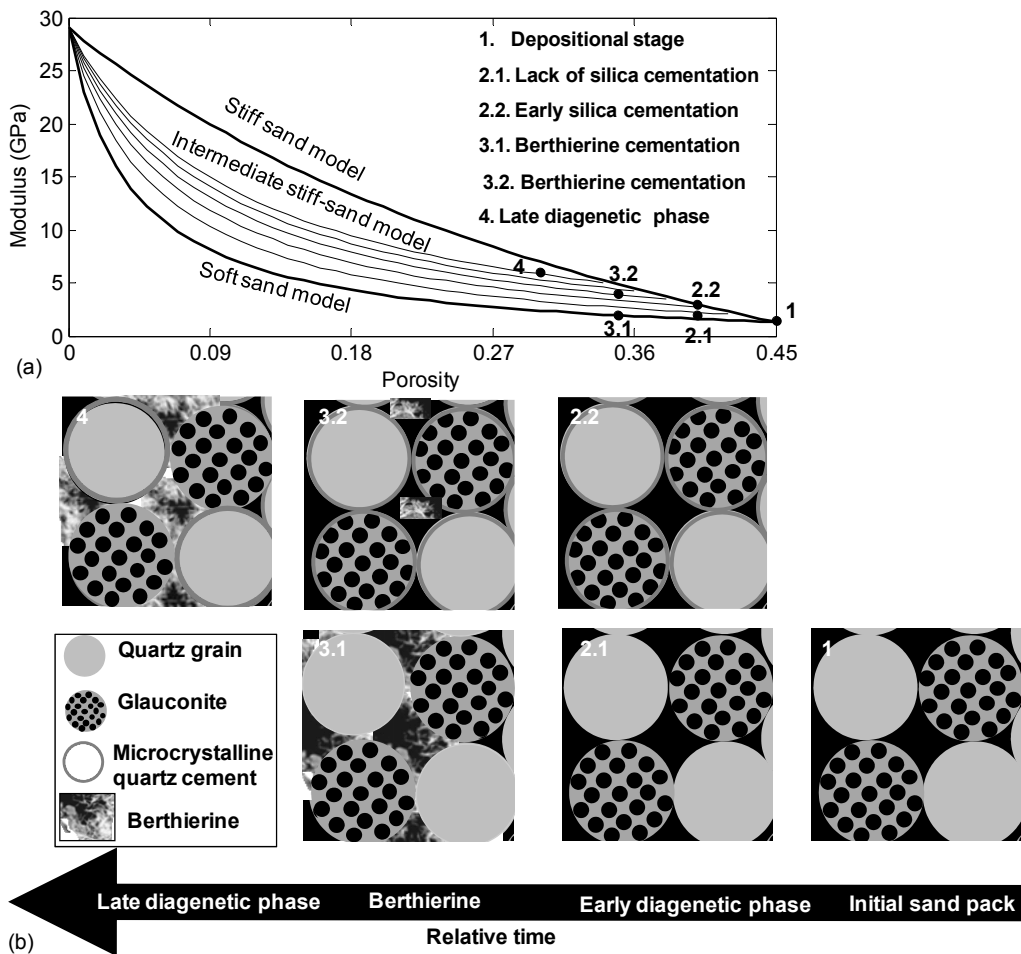 30
25
20
15
10
5
0
Modulus (GPa)
0
0.09
0.18
0.27
0.36
0.45
Porosity
(a)
Stiff sand model
Intermediate stiff-sand model
Soft sand model
1. Depositional stage
2.1. Lack of silica cementation
2.2. Early silica cementation
3.1. Berthierine cementation
3.2. Berthierine cementation
4. Late diagenetic phase
4
3.2
2.2
1
3.1
2.1
4
3.2
2.2
3.1
2.1
1
Quartz grain
Glauconite
Microcrystalline
quartz cement
Berthierine
Late diagenetic phase
Berthierine
Early diagenetic phase
Initial sand pack
Relative time
(b)